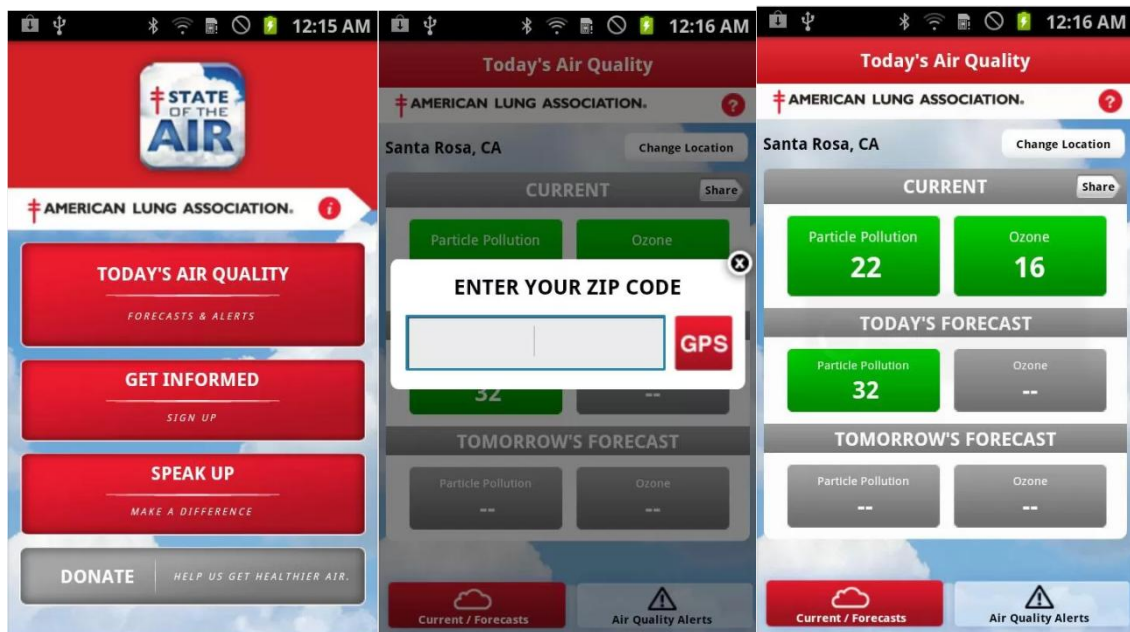 12:15 AM
STATE
OF THE
AIR
AMERICAN LUNG ASSOCIATION.
TODAY'S AIR QUALITY
FORECASTS & ALERTS
GET INFORMED
SIGN UP
SPEAK UP
MAKE A DIFFERENCE
DONATE HELP US GET HEALTHIER AIR.
12:16 AM
Today's Air Quality
AMERICAN LUNG ASSOCIATION. ?
Santa Rosa, CA Change Location
CURRENT Share
Particle Pollution Ozone
ENTER YOUR ZIP CODE
GPS
32 --
TOMORROW'S FORECAST
Particle Pollution Ozone
-- --
Current / Forecasts Air Quality Alerts
12:16 AM
Today's Air Quality
AMERICAN LUNG ASSOCIATION. ?
Santa Rosa, CA Change Location
CURRENT Share
Particle Pollution Ozone
22 16
TODAY'S FORECAST
Particle Pollution Ozone
32 --
TOMORROW'S FORECAST
Particle Pollution Ozone
-- --
Current / Forecasts Air Quality Alerts